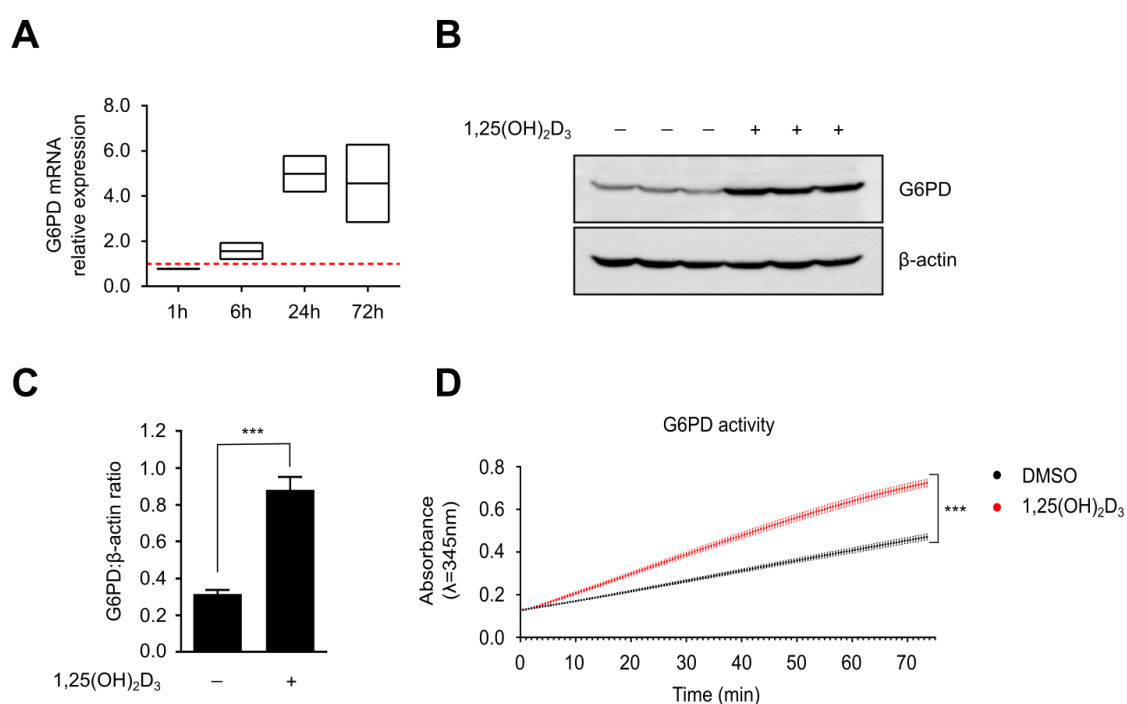 A
8.0
6.0
4.0
2.0
0.0
G6PD mRNA
relative expression
1h 6h 24h 72h
B
1,25(OH)₂D₃ – – – + + +
G6PD
β-actin
C
1.2
1.0
0.8
0.6
0.4
0.2
0.0
G6PD:β-actin ratio
***
1,25(OH)₂D₃ – +
D
G6PD activity
0.8
0.6
0.4
0.2
0.0
Absorbance
(λ=345nm)
0 10 20 30 40 50 60 70
Time (min)
***
DMSO
1,25(OH)₂D₃